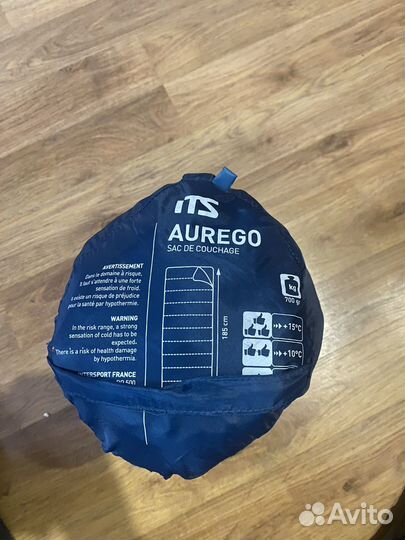 ITS
AUREGO
SAC DE COUCHAGE
AVERTISSEMENT
Dans le domaine à risque,
il faut s'attendre à une forte
sensation de froid.
Il existe un risque de préjudice
pour la santé par hypothermie.
WARNING
In the risk range, a strong
sensation of cold has to be
expected.
There is a risk of health damage
by hypothermia.
INTERSPORT FRANCE
500
185 cm
kg
700 gr
+15°C
+10°C
Avito